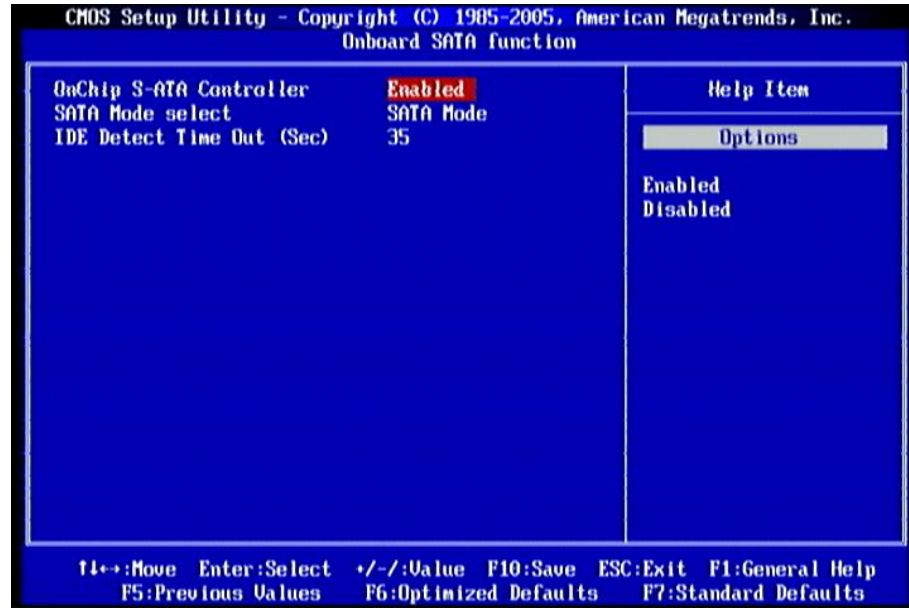 CMOS Setup Utility - Copyright (C) 1985-2005, American Megatrends, Inc.
Onboard SATA function
OnChip S-ATA Controller Enabled
SATA Mode select SATA Mode
IDE Detect Time Out (Sec) 35
Help Item
Options
Enabled
Disabled
↑↓←→:Move Enter:Select +/-/:Value F10:Save ESC:Exit F1:General Help
F5:Previous Values F6:Optimized Defaults F7:Standard Defaults